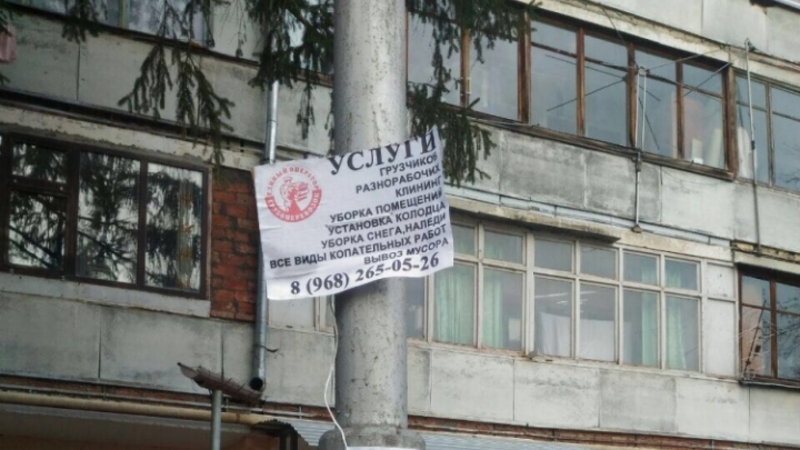 УСЛУГИ
ГРУЗЧИКОВ
РАЗНОРАБОЧИХ
КЛИНИНГ
УБОРКА ПОМЕЩЕНИЙ
УСТАНОВКА КОЛОДЦА
УБОРКА СНЕГА,НАЛЕДИ
ВСЕ ВИДЫ КОПАТЕЛЬНЫХ РАБОТ
ВЫВОЗ МУСОРА
8 (968) 265-05-26